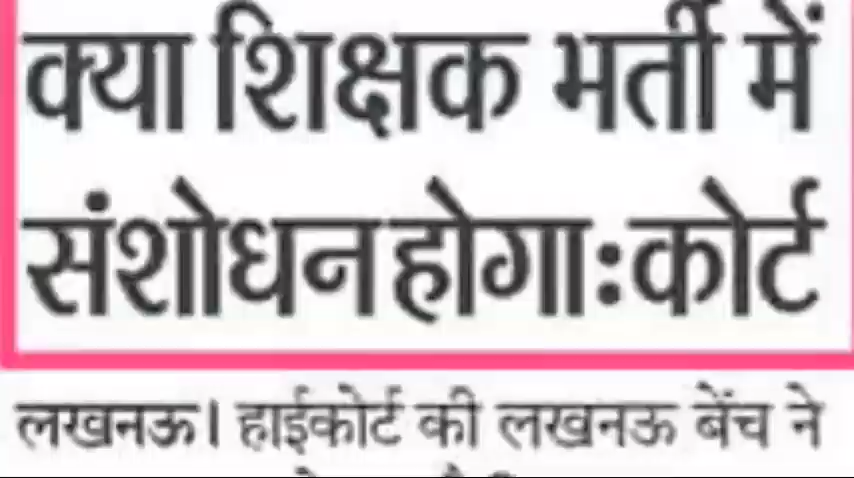 क्या शिक्षक भर्ती में
संशोधन होगाः कोर्ट
लखनऊ। हाईकोर्ट की लखनऊ बेंच ने